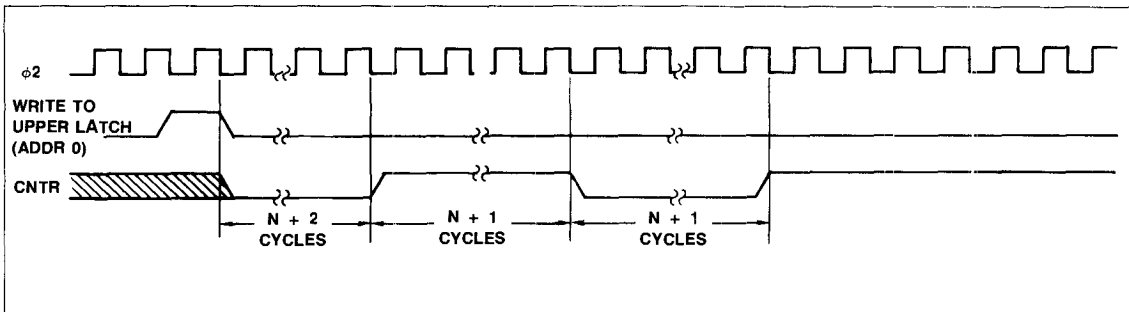 φ2
WRITE TO
UPPER LATCH
(ADDR 0)
CNTR
N + 2
CYCLES
N + 1
CYCLES
N + 1
CYCLES